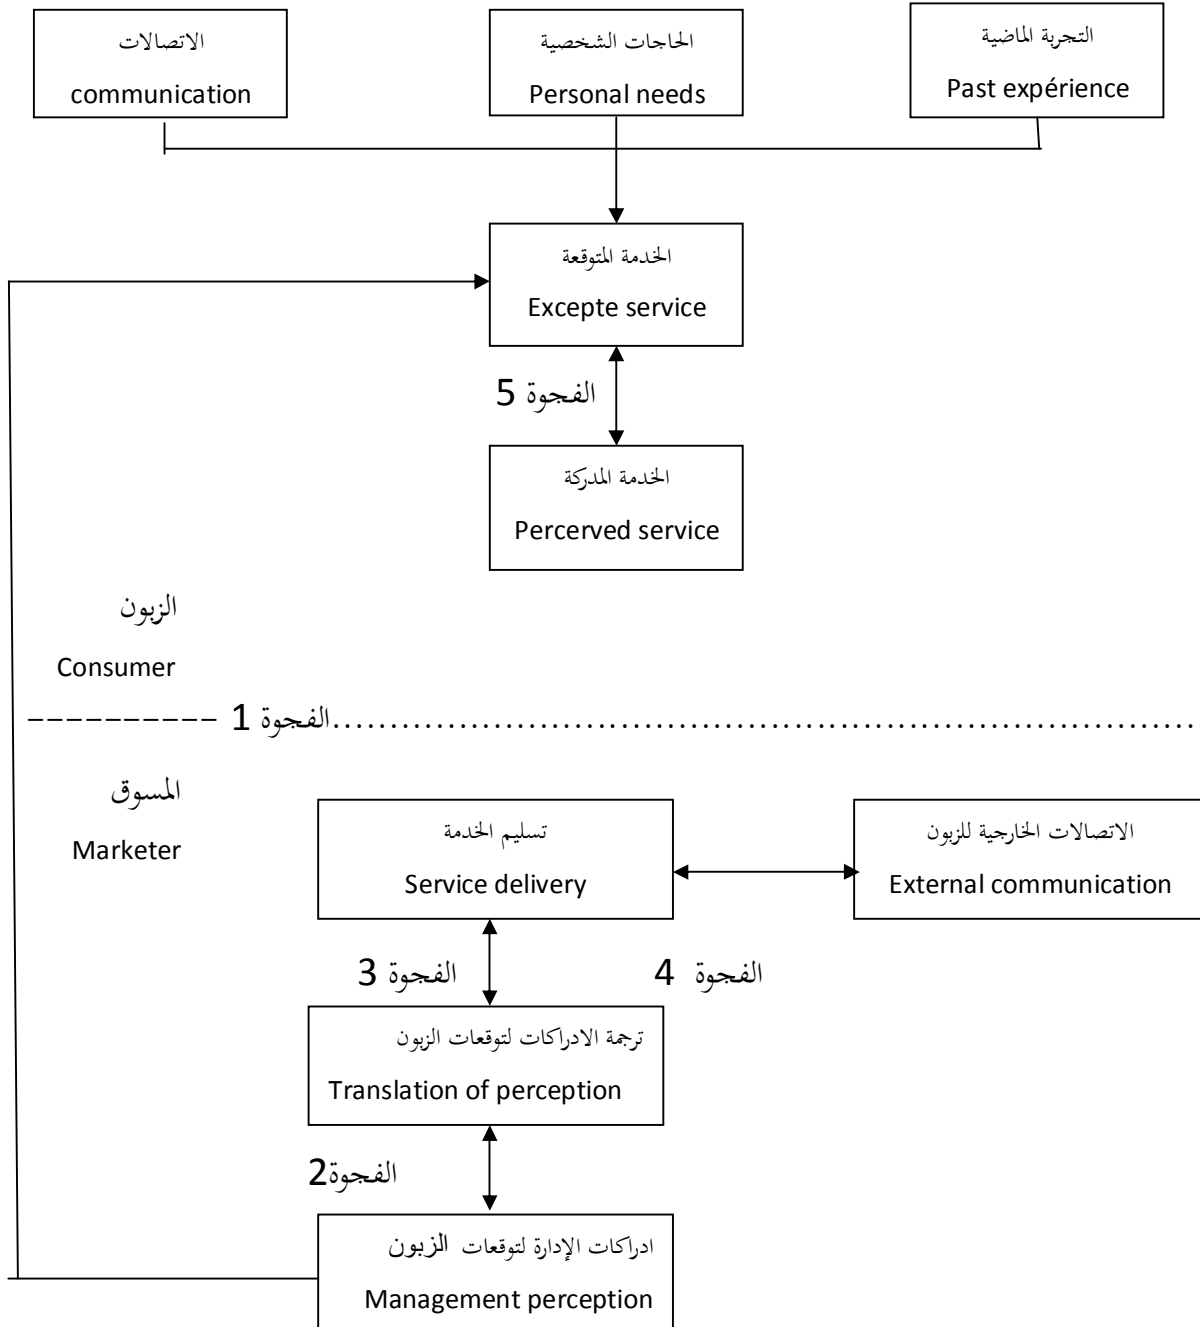 الاتصالات
communication
الحاجات الشخصية
Personal needs
التجربة الماضية
Past expérience
الخدمة المتوقعة
Excepte service
الفجوة 5
الخدمة المدركة
Percerved service
الزبون
Consumer
---------- الفجوة 1......................................................................
المسوق
Marketer
تسليم الخدمة
Service delivery
الاتصالات الخارجية للزبون
External communication
الفجوة 3
الفجوة 4
ترجمة الادراكات لتوقعات الزبون
Translation of perception
الفجوة2
ادراكات الإدارة لتوقعات الزبون
Management perception